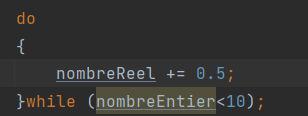 do
{
nombreReel += 0.5;
}while (nombreEntier<10);